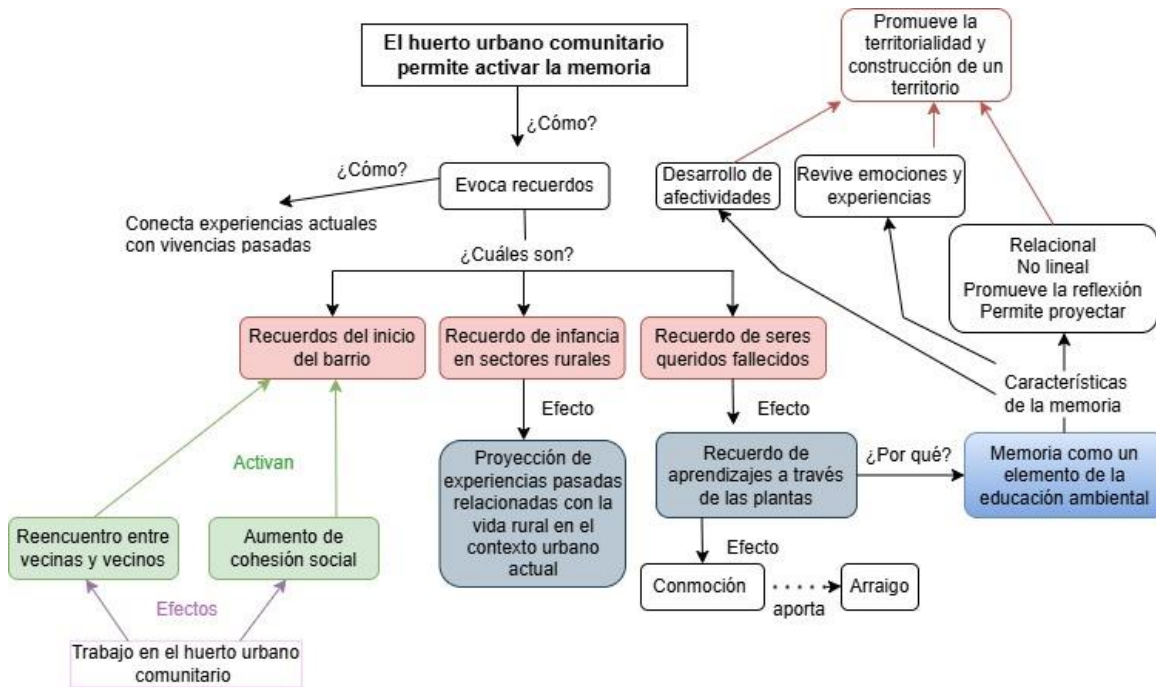 El huerto urbano comunitario
permite activar la memoria
¿Cómo?
¿Cómo?
Evoca recuerdos
Conecta experiencias actuales
con vivencias pasadas
¿Cuáles son?
Recuerdos del inicio
del barrio
Recuerdo de infancia
en sectores rurales
Recuerdo de seres
queridos fallecidos
Efecto
Efecto
Activan
Proyección de
experiencias pasadas
relacionadas con la
vida rural en el
contexto urbano
actual
Recuerdo de
aprendizajes a través
de las plantas
¿Por qué?
Memoria como un
elemento de la
educación ambiental
Características
de la memoria
Desarrollo de
afectividades
Revive emociones y
experiencias
Relacional
No lineal
Promueve la reflexión
Permite proyectar
Promueve la
territorialidad y
construcción de un
territorio
Reencuentro entre
vecinas y vecinos
Aumento de
cohesión social
Efectos
Trabajo en el huerto urbano
comunitario
Efecto
Conmoción
aporta
Arraigo